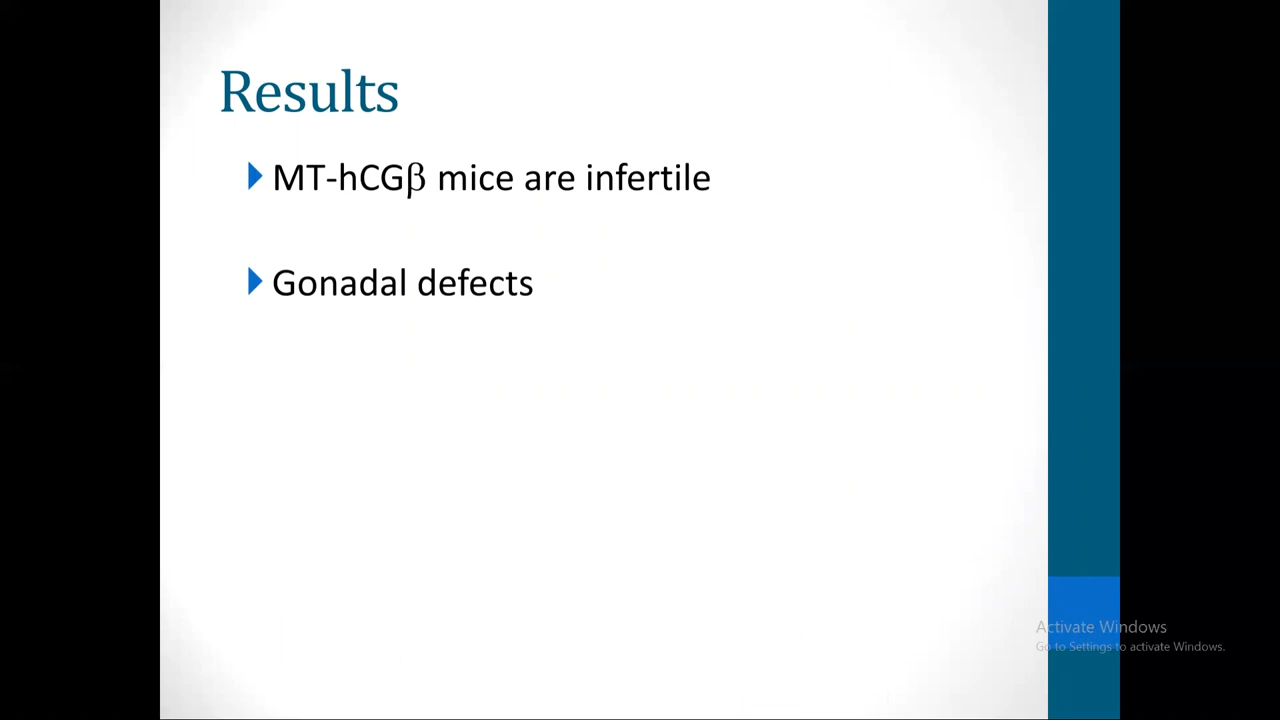 Results
MT-hCGβ mice are infertile
Gonadal defects
Activate Windows
Go to Settings to activate Windows.